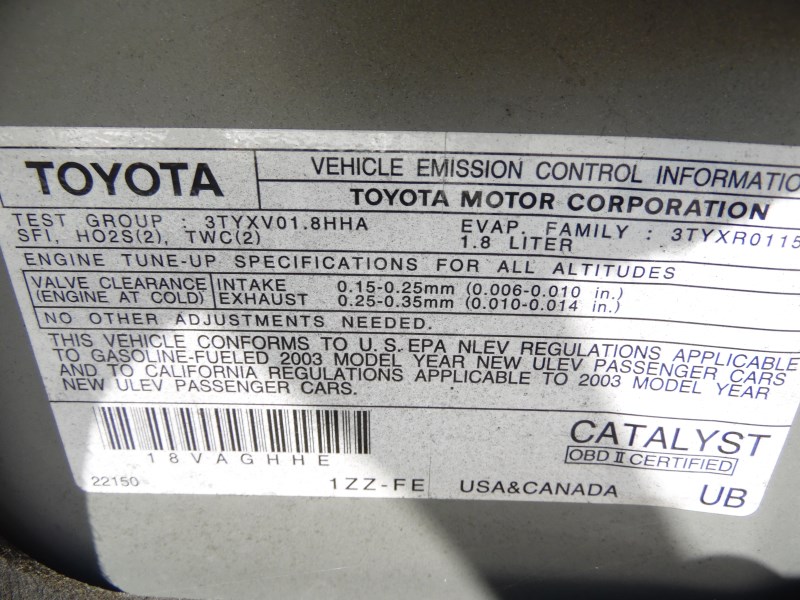 TOYOTA
VEHICLE EMISSION CONTROL INFORMATIO
TOYOTA MOTOR CORPORATION
TEST GROUP : 3TYXV01.8HHA
EVAP. FAMILY : 3TYXR0115
SFI, HO2S(2), TWC(2)
1.8 LITER
ENGINE TUNE-UP SPECIFICATIONS FOR ALL ALTITUDES
VALVE CLEARANCE INTAKE 0.15-0.25mm (0.006-0.010 in.)
(ENGINE AT COLD) EXHAUST 0.25-0.35mm (0.010-0.014 in.)
NO OTHER ADJUSTMENTS NEEDED.
THIS VEHICLE CONFORMS TO U.S. EPA NLEV REGULATIONS APPLICABLE
TO GASOLINE-FUELED 2003 MODEL YEAR NEW ULEV PASSENGER CARS
AND TO CALIFORNIA REGULATIONS APPLICABLE TO 2003 MODEL YEAR
NEW ULEV PASSENGER CARS.
18VAGHHE
CATALYST
OBD II CERTIFIED
22150
1ZZ-FE
USA&CANADA
UB